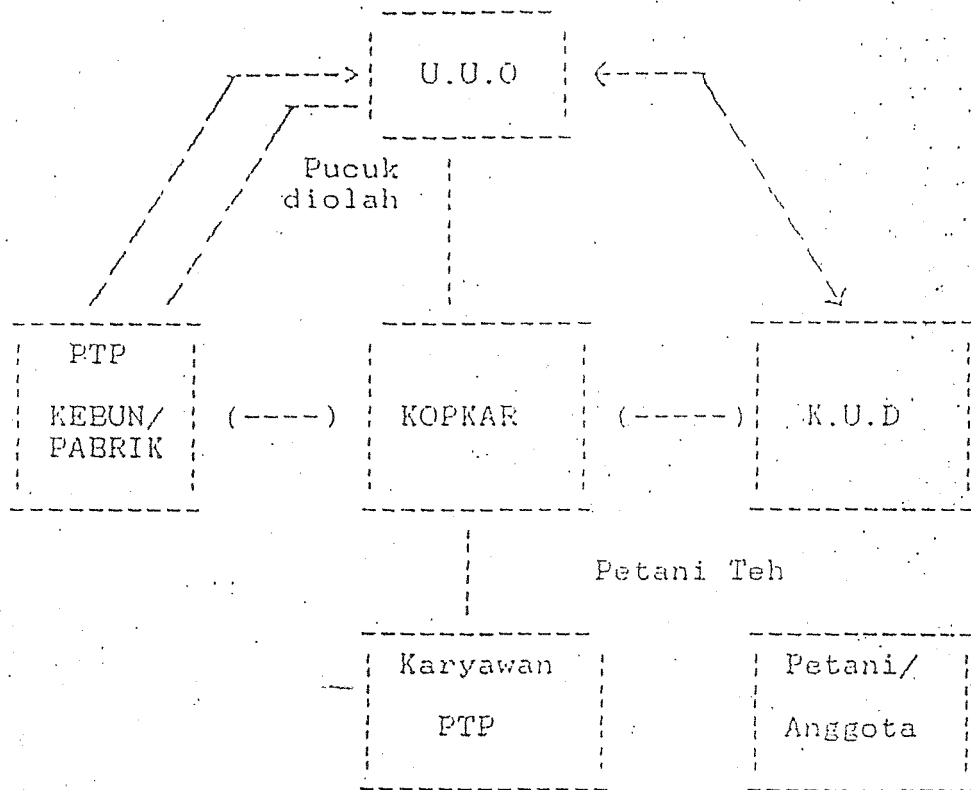 U.U.O
Pucuk
diolah
PTP
KEBUN/
PABRIK
(----)
KOPKAR
(-----)
K.U.D
Petani Teh
Karyawan
PTP
Petani/
Anggota